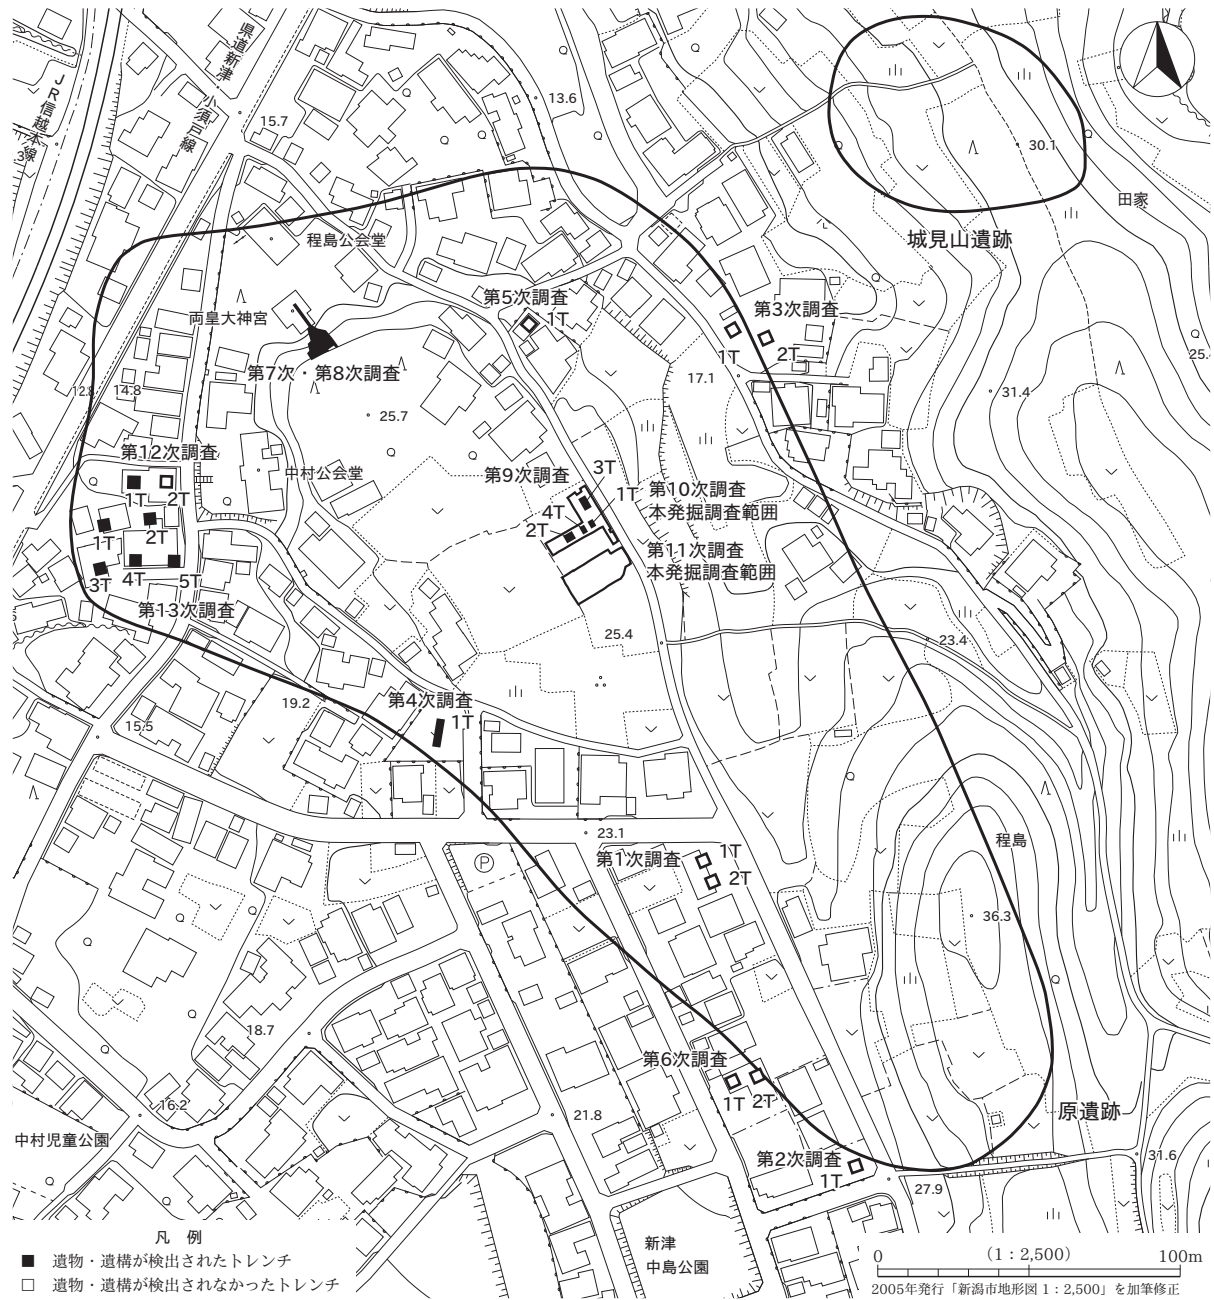 県道新津
小須戸線
JR信越本線
13.6
15.7
30.1
田家
城見山遺跡
程島公会堂
第5次調査
1T
第3次調査
1T
2T
両皇大神宮
第7次・第8次調査
17.1
31.4
14.8
25.7
第12次調査
1T
2T
中村公会堂
第9次調査
3T
1T
4T
2T
第10次調査
本発掘調査範囲
第11次調査
本発掘調査範囲
1T
2T
3T
4T
5T
第13次調査
25.4
23.4
19.2
第4次調査
1T
15.5
23.1
程島
第1次調査
1T
2T
P
36.3
18.7
第6次調査
1T
2T
16.2
21.8
原遺跡
中村児童公園
第2次調査
1T
31.6
27.9
新津
中島公園
凡 例
■ 遺物・遺構が検出されたトレンチ
□ 遺物・遺構が検出されなかったトレンチ
0 (1:2,500) 100m
2005年発行「新潟市地形図 1:2,500」を加筆修正